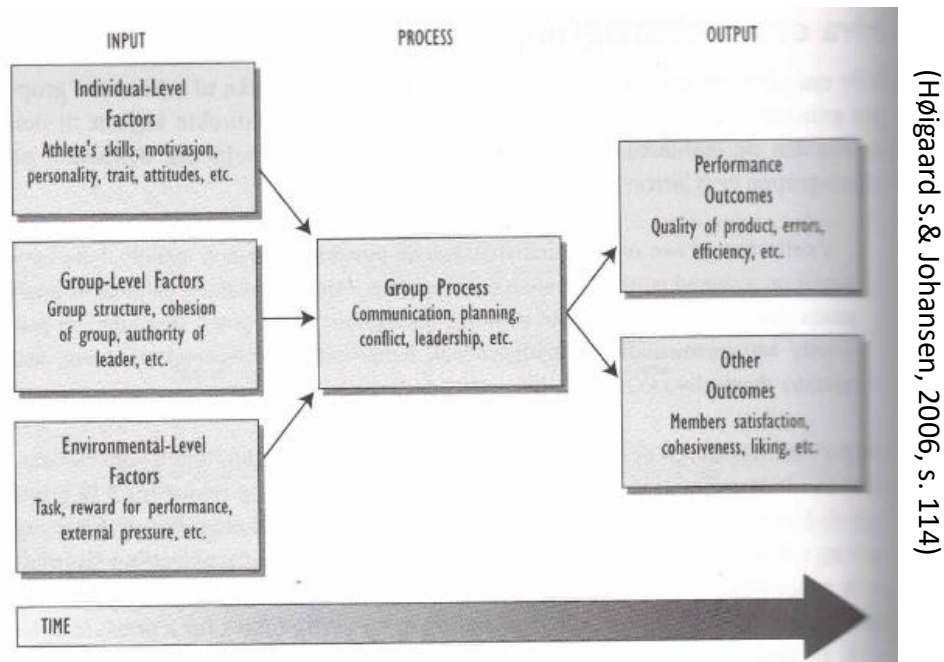 INPUT
PROCESS
OUTPUT
Individual-Level
Factors
Athlete's skills, motivasjon,
personality, trait, attitudes, etc.
Group-Level Factors
Group structure, cohesion
of group, authority of
leader, etc.
Environmental-Level
Factors
Task, reward for performance,
external pressure, etc.
Group Process
Communication, planning,
conflict, leadership, etc.
Performance
Outcomes
Quality of product, errors,
efficiency, etc.
Other
Outcomes
Members satisfaction,
cohesiveness, liking, etc.
TIME
(Høigaard s.& Johansen, 2006, s. 114)